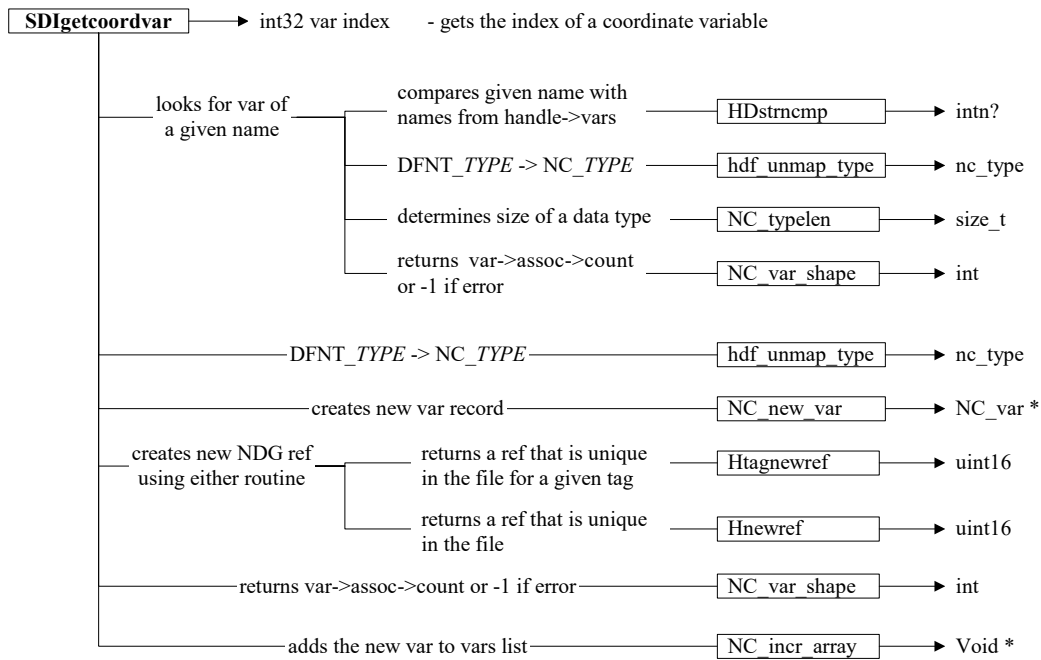 SDIgetcoordvar int32 var index - gets the index of a coordinate variable
looks for var of
a given name
compares given name with
names from handle->vars
HDstrncmp intn?
DFNT_TYPE -> NC_TYPE hdf_unmap_type nc_type
determines size of a data type NC_typelen size_t
returns var->assoc->count
or -1 if error
NC_var_shape int
DFNT_TYPE -> NC_TYPE hdf_unmap_type nc_type
creates new var record NC_new_var NC_var *
creates new NDG ref
using either routine
returns a ref that is unique
in the file for a given tag
Htagnewref uint16
returns a ref that is unique
in the file
Hnewref uint16
returns var->assoc->count or -1 if error NC_var_shape int
adds the new var to vars list NC_incr_array Void *